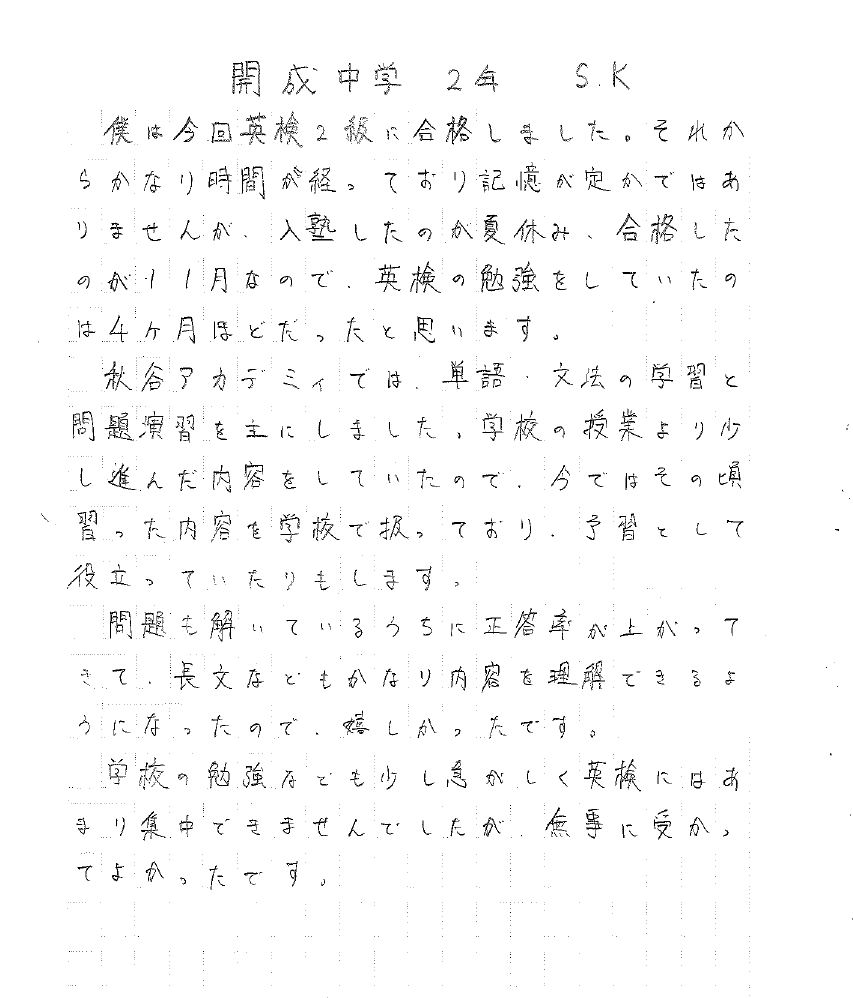 開成中学 2年 S.K
僕は今回英検2級に合格しました。それか
らかなり時間が経っており記憶が定かではあ
りませんが、入塾したのが夏休み、合格した
のが11月なので、英検の勉強をしていたの
は4ヶ月ほどだったと思います。
秋谷アカデミィでは、単語・文法の学習と
問題演習を主にしました。学校の授業より少
し進んだ内容をしていたので、今ではその頃
習った内容を学校で扱っており、予習として
役立っていたりもします。
問題も解いているうちに正答率が上がって
きて、長文などもかなり内容を理解できるよ
うになったので、嬉しかったです。
学校の勉強なども少し急がしく英検にはあ
まり集中できませんでしたが、無事に受かっ
てよかったです。